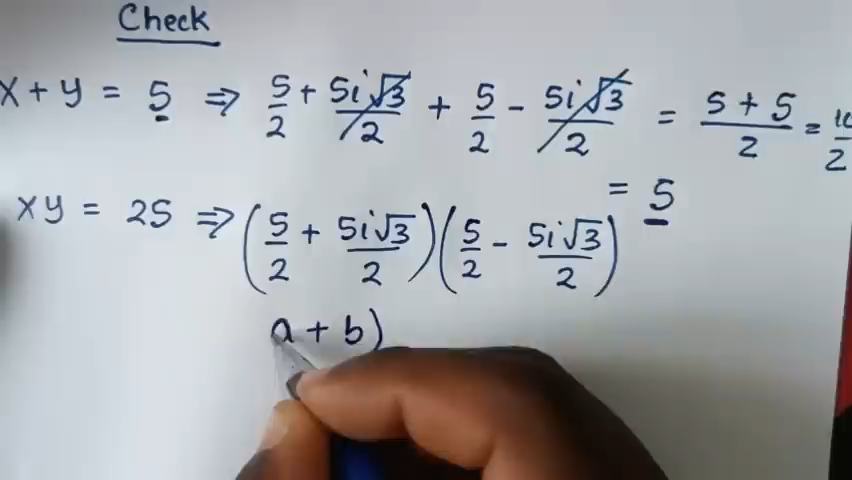 Check
x + y = 5 ⇒ 5/2 + 5i√3/2 + 5/2 - 5i√3/2 = 5 + 5/2 = 10/2
= 5
xy = 25 ⇒ (5/2 + 5i√3/2)(5/2 - 5i√3/2)
a + b)